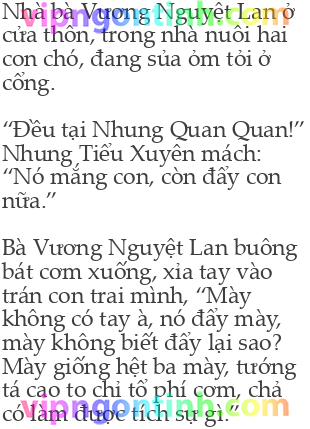 Nhà bà Vương Nguyệt Lan ở
vipngontinh.com
cửa thôn, trong nhà nuôi hai
con chó, đang sủa ỏm tỏi ở
cổng.
“Đều tại Nhung Quan Quan!”
Nhung Tiểu Xuyên mách:
“Nó mắng con, còn đẩy con
nữa.”
Bà Vương Nguyệt Lan buông
bát cơm xuống, xỉa tay vào
trán con trai mình, “Mày
không có tay à, nó đẩy mày,
mày không biết đẩy lại sao?
Mày giống hệt ba mày, tướng
tá cao to chỉ tổ phí cơm, chả
có làm được tích sự gì.”
vipngontinh.com